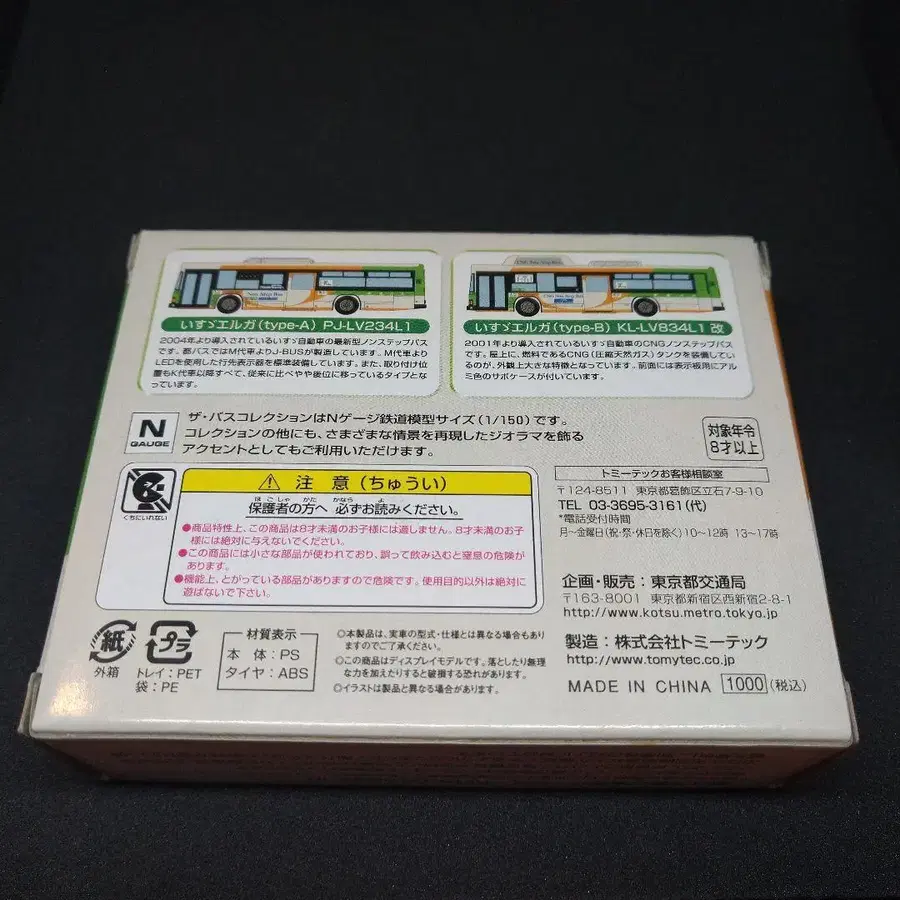 いすゞエルガ(type-A) PJ-LV234L1
2004年より導入されているいすゞ自動車の最新型ノンステップバス
です。都バスではM代車よりJ-BUSが製造しています。M代車より
LEDを使用した行先表示器を標準装備しています。また、取り付け位
置もK代車以降すべて、従来に比べやや後位に移っているタイプとな
っています。
CNG Non Step Bus
いすゞエルガ(type-B) KL-LV834L1 改
2001年より導入されているいすゞ自動車のCNGノンステップバス
です。屋上に、燃料であるCNG(圧縮天然ガス)タンクを装備してい
るのが、外観上大きな特徴となっています。前面には表示板用にアル
ミ色のサボケースが付いています。
N
GAUGE
ザ・バスコレクションはNゲージ鉄道模型サイズ(1/150)です。
コレクションの他にも、さまざまな情景を再現したジオラマを飾る
アクセントとしてもご利用いただけます。
対象年令
8才以上
くちにいれない
⚠ 注意(ちゅうい)
ほごしゃ かた かなら よ
保護者の方へ 必ずお読みください。
●商品特性上、この商品は8才未満のお子様には適しません。8才未満のお子
様には絶対に与えないでください。
●この商品には小さな部品が使われており、誤って飲み込むと窒息の危険が
あります。
●機能上、とがっている部品がありますので危険です。使用目的以外は絶対に
遊ばないで下さい。
トミーテックお客様相談室
〒124-8511 東京都葛飾区立石7-9-10
TEL 03-3695-3161(代)
*電話受付時間
月〜金曜日(祝・祭・休日を除く)10〜12時 13〜17時
企画・販売:東京都交通局
〒163-8001 東京都新宿区西新宿2-8-1
http://www.kotsu.metro.tokyo.jp
製造:株式会社トミーテック
http://www.tomytec.co.jp
MADE IN CHINA 1000(税込)
紙
外箱
プラ
トレイ:PET
袋:PE
材質表示
本体:PS
タイヤ:ABS
◎本製品は、実車の型式・仕様とは異なる場合もあり
ますのでご了承ください。
◎この商品はディスプレイモデルです。落としたり無理
な力を加えたりすると破損する恐れがあります。
◎イラストは製品と異なる場合があります。